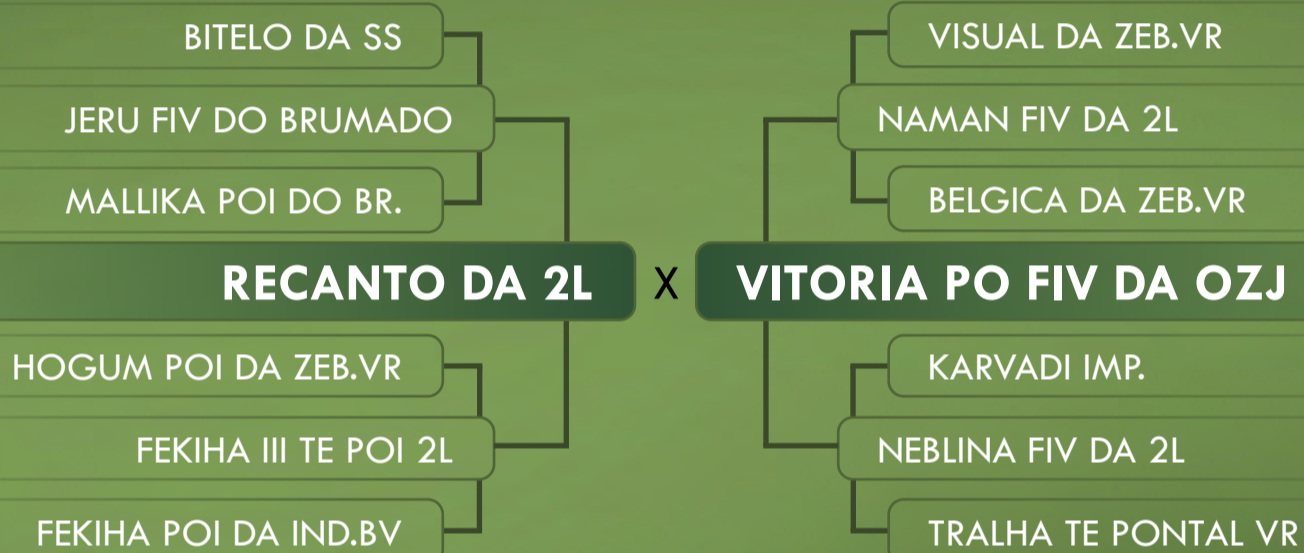 BITELO DA SS
JERU FIV DO BRUMADO
MALLIKA POI DO BR.
RECANTO DA 2L
HOGUM POI DA ZEB.VR
FEKIHA III TE POI 2L
FEKIHA POI DA IND.BV
X
VISUAL DA ZEB.VR
NAMAN FIV DA 2L
BELGICA DA ZEB.VR
VITORIA PO FIV DA OZJ
KARVADI IMP.
NEBLINA FIV DA 2L
TRALHA TE PONTAL VR